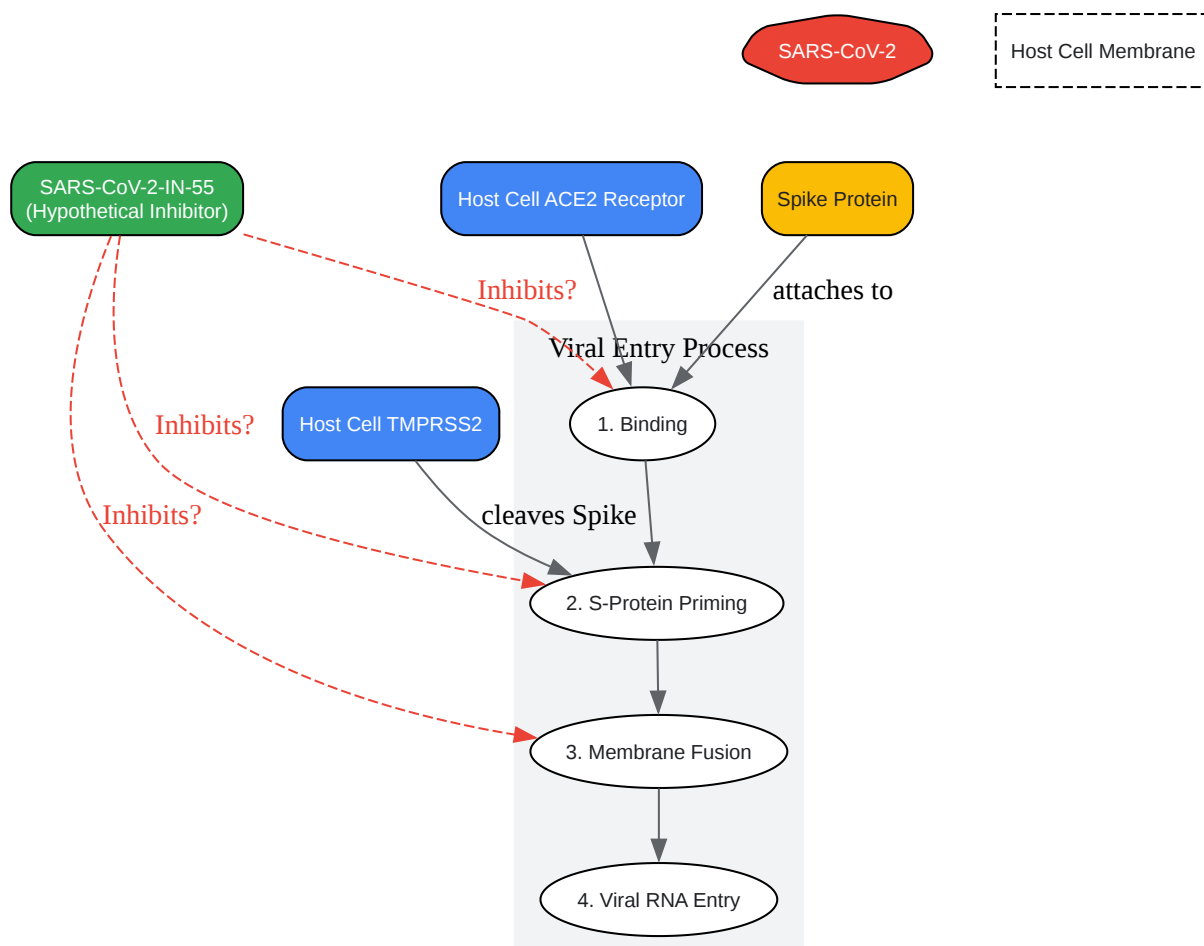 SARS-CoV-2
Host Cell Membrane
SARS-CoV-2-IN-55
(Hypothetical Inhibitor)
Host Cell ACE2 Receptor
Spike Protein
Inhibits?
attaches to
Viral Entry Process
Host Cell TMPRSS2
1. Binding
Inhibits?
Inhibits?
cleaves Spike
2. S-Protein Priming
3. Membrane Fusion
4. Viral RNA Entry